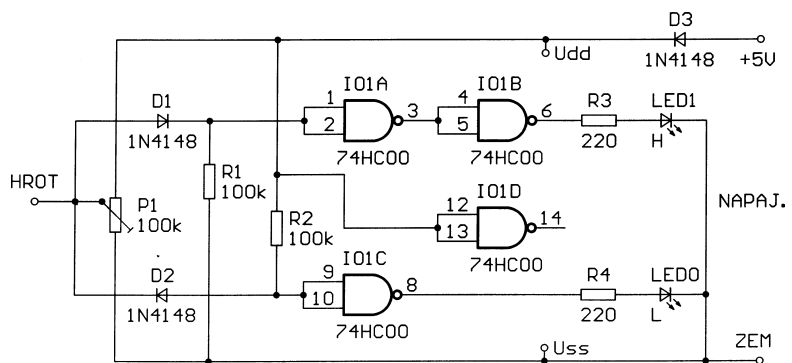 D3
1N4148
+5V
Udd
IO1A
IO1B
1
2
3
4
5
6
74HC00
74HC00
R3
220
LED1
H
D1
1N4148
HROT
P1
100k
R1
100k
R2
100k
IO1D
12
13
14
74HC00
NAPAJ.
D2
1N4148
IO1C
9
10
8
74HC00
R4
220
LED0
L
Uss
ZEM